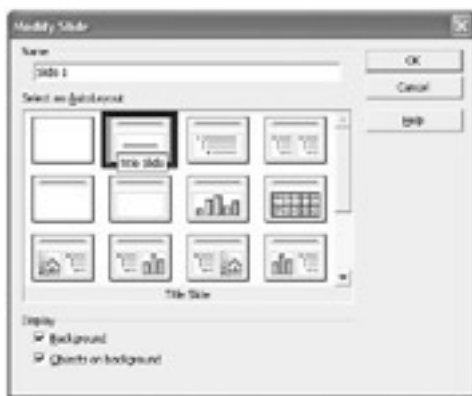 Modify Slide
Name
Slide 1
OK
Cancel
Help
Select an AutoLayout
Title Slide
Title Slide
Display
Background
Objects on background